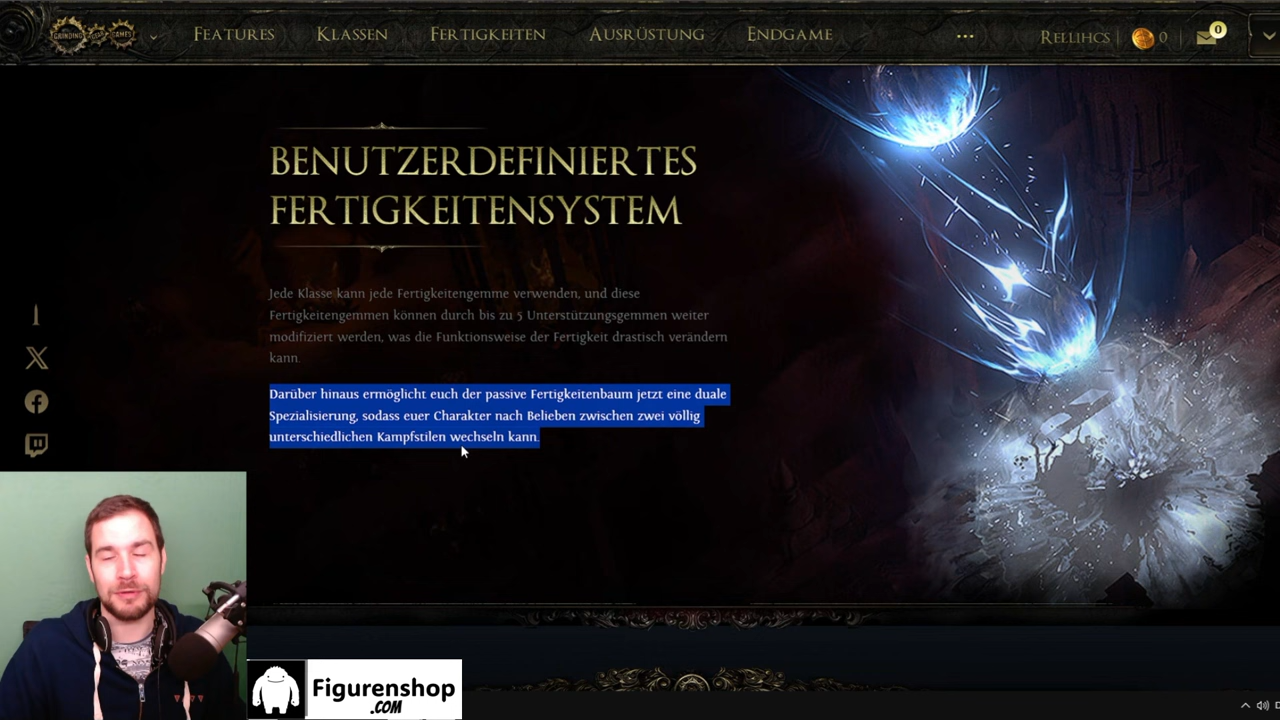 GRINDING GEAR GAMES
FEATURES
KLASSEN
FERTIGKEITEN
AUSRÜSTUNG
ENDGAME
...
RELLIHCS
0
0
BENUTZERDEFINIERTES
FERTIGKEITENSYSTEM
Jede Klasse kann jede Fertigkeitengemme verwenden, und diese
Fertigkeitengemmen können durch bis zu 5 Unterstützungsgemmen weiter
modifiziert werden, was die Funktionsweise der Fertigkeit drastisch verändern
kann.
Darüber hinaus ermöglicht euch der passive Fertigkeitenbaum jetzt eine duale
Spezialisierung, sodass euer Charakter nach Belieben zwischen zwei völlig
unterschiedlichen Kampfstilen wechseln kann.
Figurenshop
.COM